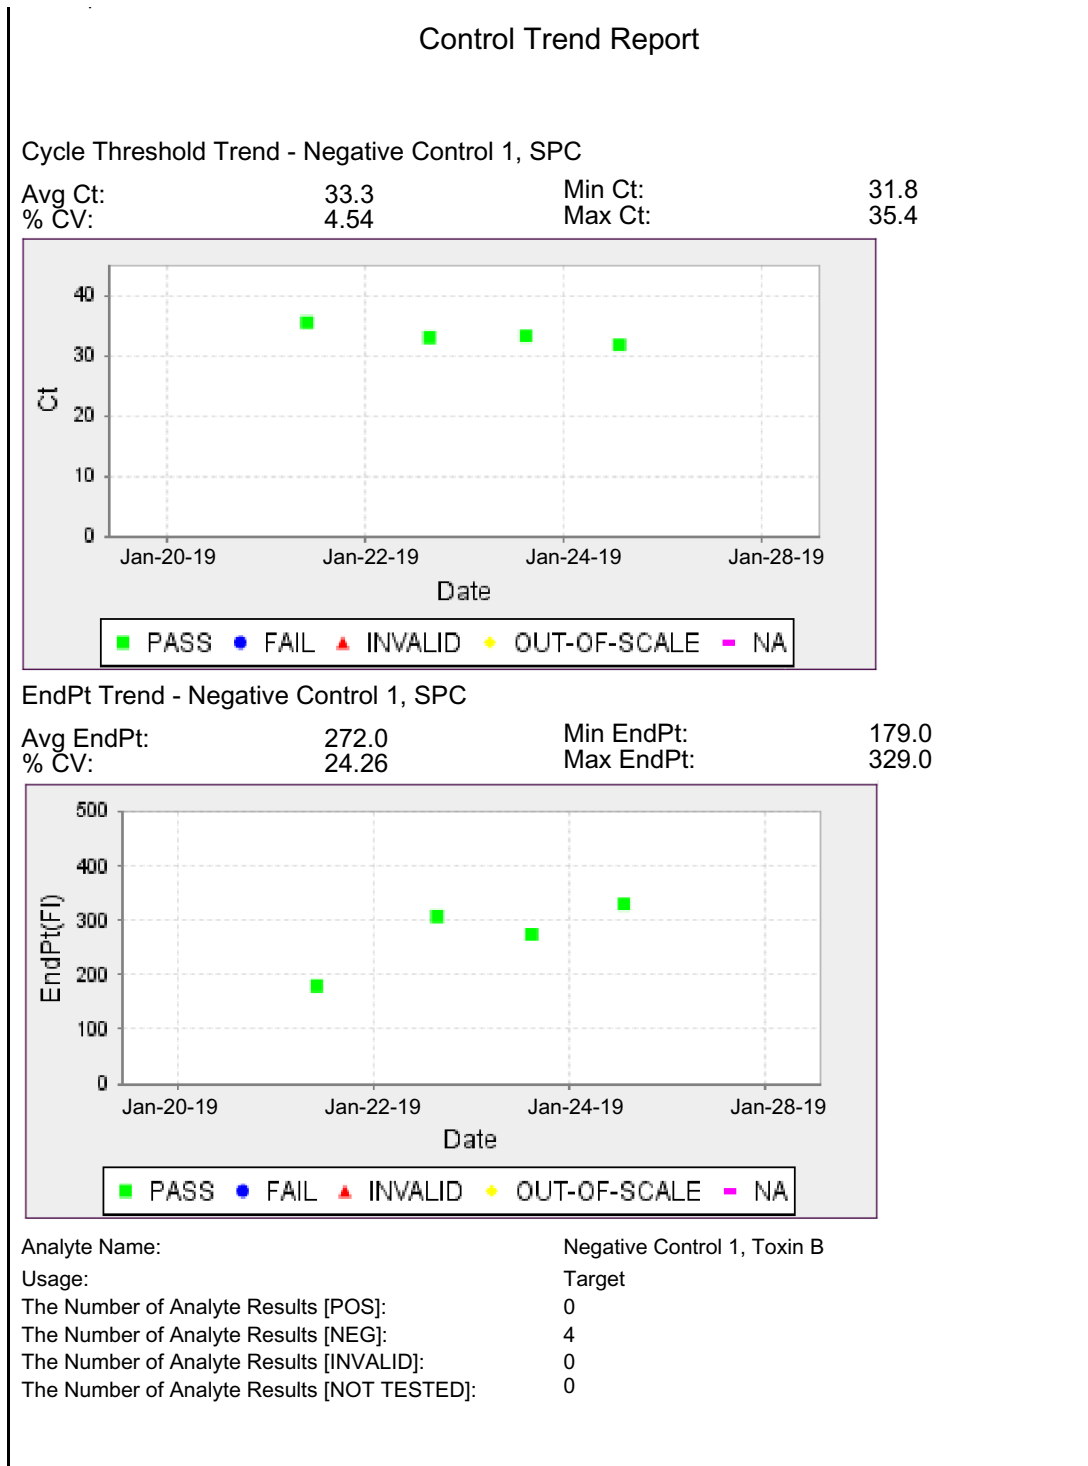 Control Trend Report
Cycle Threshold Trend - Negative Control 1, SPC
Avg Ct: 33.3 Min Ct: 31.8
% CV: 4.54 Max Ct: 35.4
40
30
20
10
0
Ct
Jan-20-19 Jan-22-19 Jan-24-19 Jan-28-19
Date
PASS FAIL INVALID OUT-OF-SCALE NA
EndPt Trend - Negative Control 1, SPC
Avg EndPt: 272.0 Min EndPt: 179.0
% CV: 24.26 Max EndPt: 329.0
500
400
300
200
100
0
EndPt(Fl)
Jan-20-19 Jan-22-19 Jan-24-19 Jan-28-19
Date
PASS FAIL INVALID OUT-OF-SCALE NA
Analyte Name: Negative Control 1, Toxin B
Usage: Target
The Number of Analyte Results [POS]: 0
The Number of Analyte Results [NEG]: 4
The Number of Analyte Results [INVALID]: 0
The Number of Analyte Results [NOT TESTED]: 0